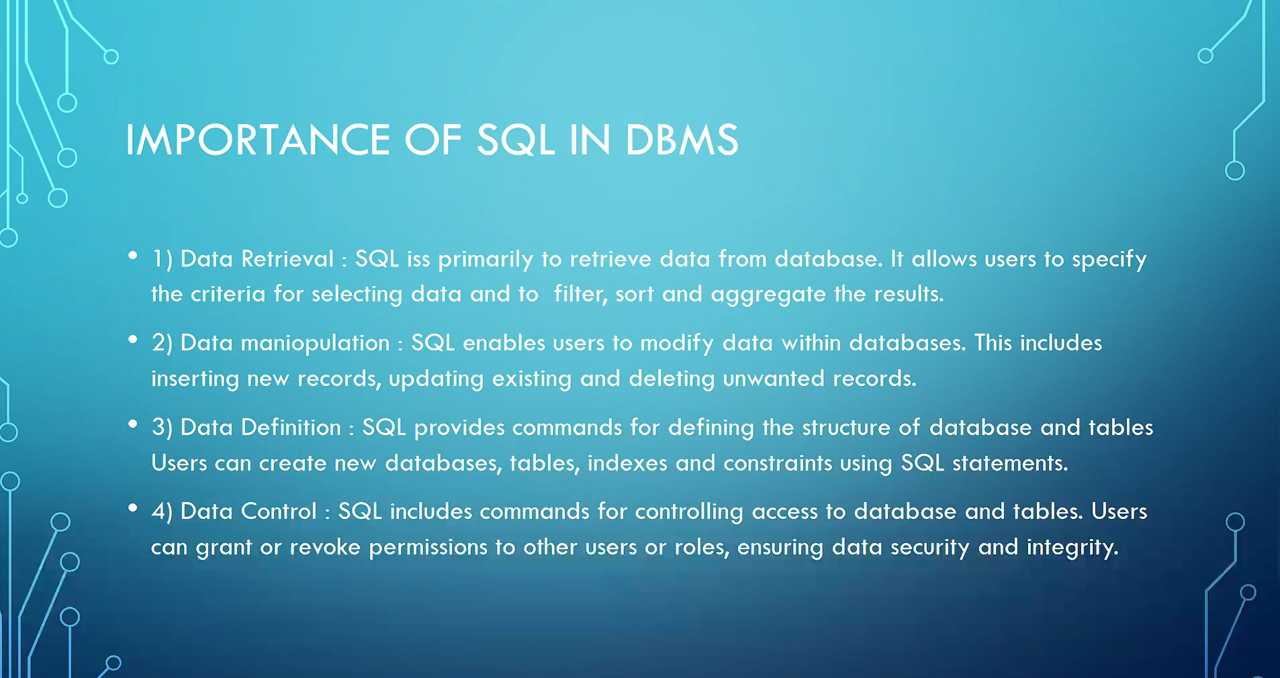 IMPORTANCE OF SQL IN DBMS
• 1) Data Retrieval : SQL iss primarily to retrieve data from database. It allows users to specify
the criteria for selecting data and to  filter, sort and aggregate the results.
• 2) Data maniopulation : SQL enables users to modify data within databases. This includes
inserting new records, updating existing and deleting unwanted records.
• 3) Data Definition : SQL provides commands for defining the structure of database and tables
Users can create new databases, tables, indexes and constraints using SQL statements.
• 4) Data Control : SQL includes commands for controlling access to database and tables. Users
can grant or revoke permissions to other users or roles, ensuring data security and integrity.